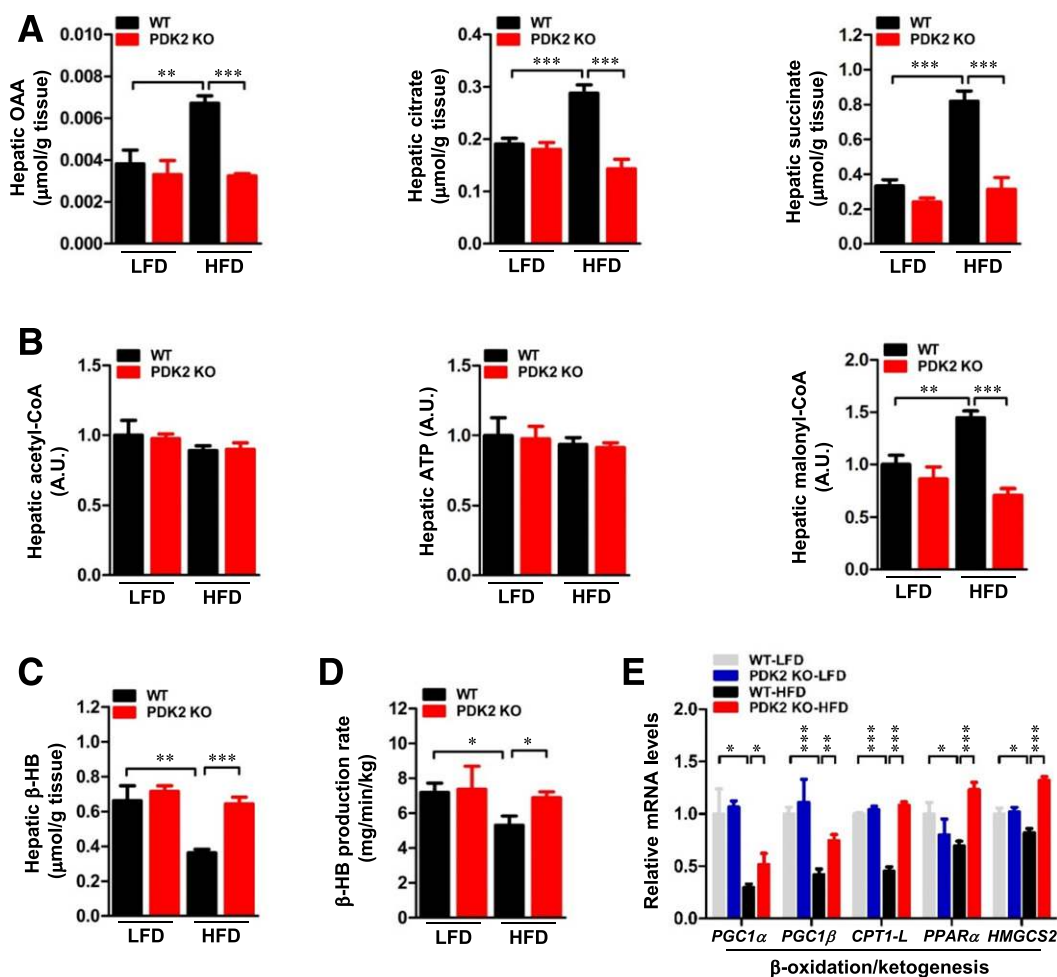 A
WT
PDK2 KO
Hepatic OAA
(μmol/g tissue)
0.010
0.008
0.006
0.004
0.002
0.000
**
***
LFD
HFD
WT
PDK2 KO
Hepatic citrate
(μmol/g tissue)
0.4
0.3
0.2
0.1
0.0
***
***
LFD
HFD
WT
PDK2 KO
Hepatic succinate
(μmol/g tissue)
1.2
1.0
0.8
0.6
0.4
0.2
0.0
***
***
LFD
HFD
B
WT
PDK2 KO
Hepatic acetyl-CoA
(A.U.)
1.5
1.0
0.5
0.0
LFD
HFD
WT
PDK2 KO
Hepatic ATP (A.U.)
1.5
1.0
0.5
0.0
LFD
HFD
WT
PDK2 KO
Hepatic malonyl-CoA
(A.U.)
2.0
1.5
1.0
0.5
0.0
**
***
LFD
HFD
C
WT
PDK2 KO
Hepatic β-HB
(μmol/g tissue)
1.2
1.0
0.8
0.6
0.4
0.2
0.0
**
***
LFD
HFD
D
WT
PDK2 KO
β-HB production rate
(mg/min/kg)
12
10
8
6
4
2
0
*
*
LFD
HFD
E
WT-LFD
PDK2 KO-LFD
WT-HFD
PDK2 KO-HFD
Relative mRNA levels
2.0
1.5
1.0
0.5
0.0
* * *** ** *** *** * *** * ***
PGC1α PGC1β CPT1-L PPARα HMGCS2
β-oxidation/ketogenesis